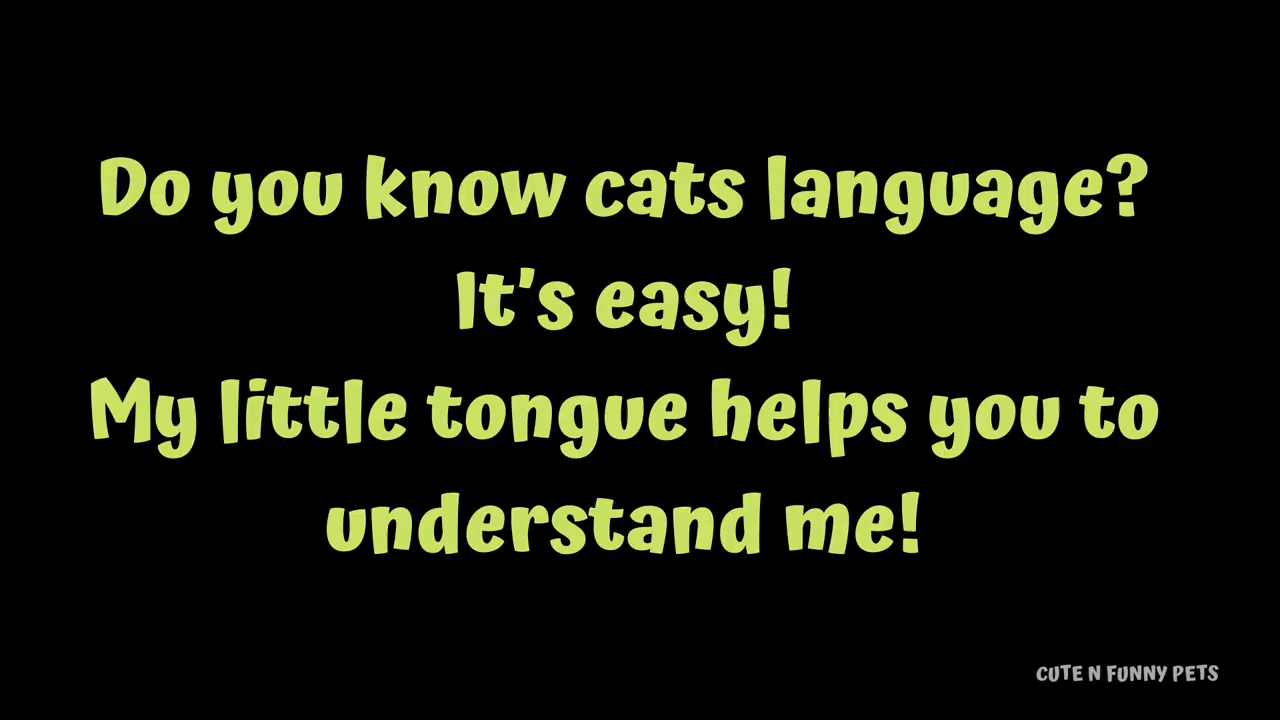 Do you know cats language?
It's easy!
My little tongue helps you to
understand me!
CUTE N FUNNY PETS